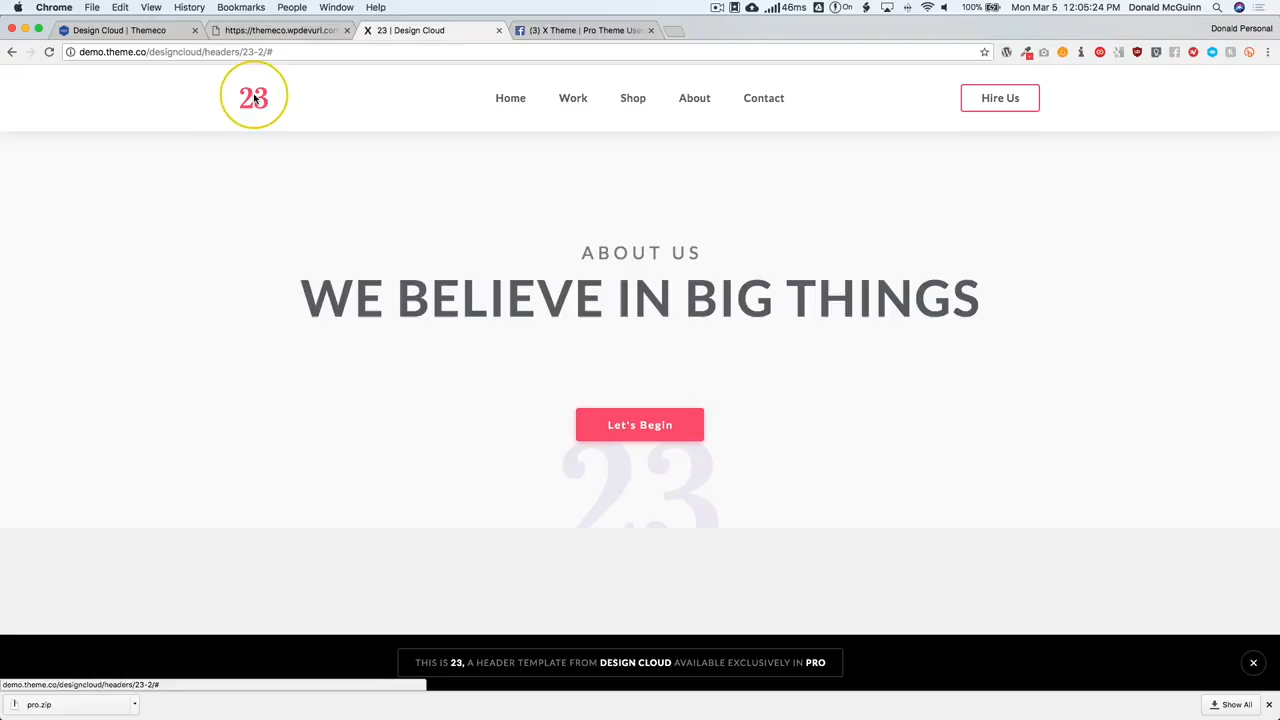 Chrome File Edit View History Bookmarks People Window Help 46ms On 100% Mon Mar 5 12:05:24 PM Donald McGuinn
Design Cloud | Themeco https://themeco.wpdevurl.com 23 | Design Cloud (3) X Theme | Pro Theme Use Donald Personal
demo.theme.co/designcloud/headers/23-2/#
23 Home Work Shop About Contact Hire Us
ABOUT US
WE BELIEVE IN BIG THINGS
Let's Begin
23
THIS IS 23, A HEADER TEMPLATE FROM DESIGN CLOUD AVAILABLE EXCLUSIVELY IN PRO
demo.theme.co/designcloud/headers/23-2/#
pro.zip Show All